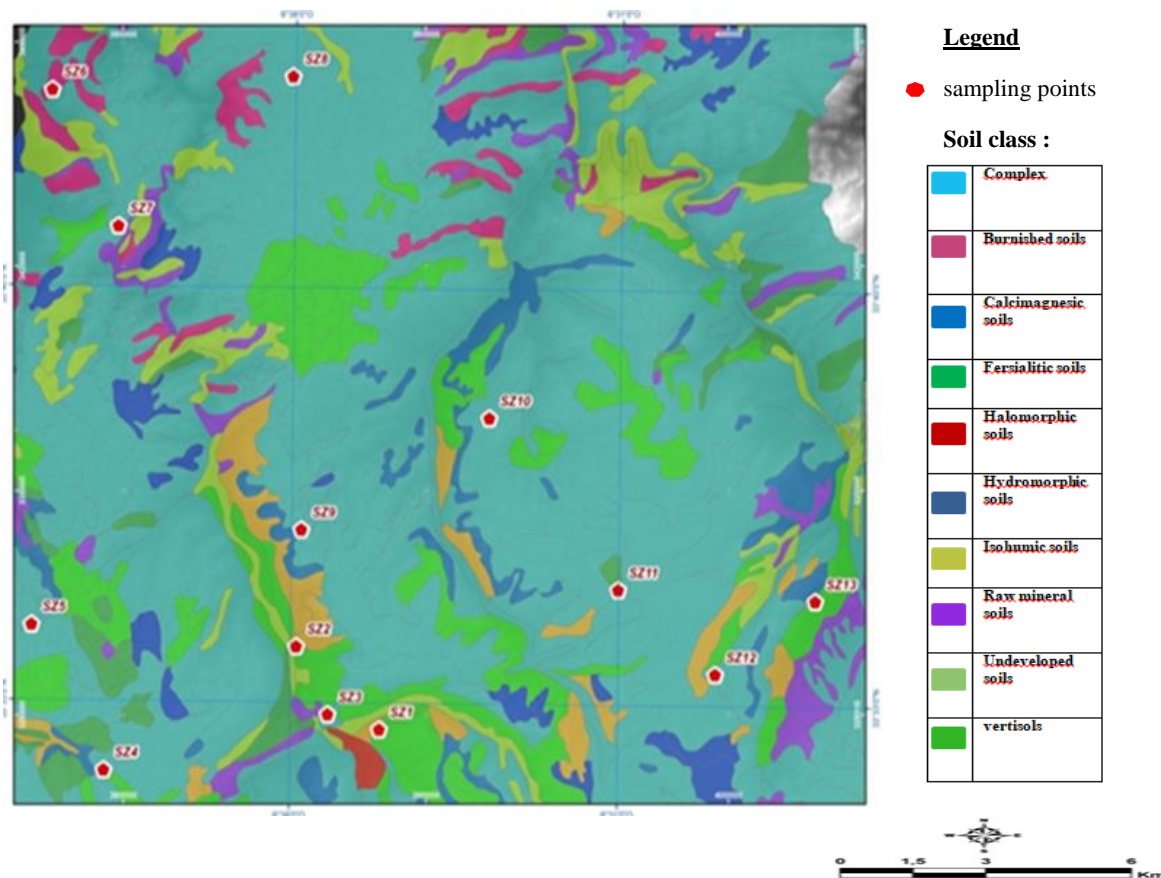 Legend
sampling points
Soil class :
Complex
Burnished soils
Calcimagnesic
soils
Fersialitic soils
Halomorphic
soils
Hydromorphic
soils
Isohumic soils
Raw mineral
soils
Undeveloped
soils
vertisols
SZ6
SZ8
SZ7
SZ10
SZ9
SZ11
SZ5
SZ13
SZ2
SZ12
SZ3
SZ1
SZ4
N
W
E
S
0
1,5
3
6
Km